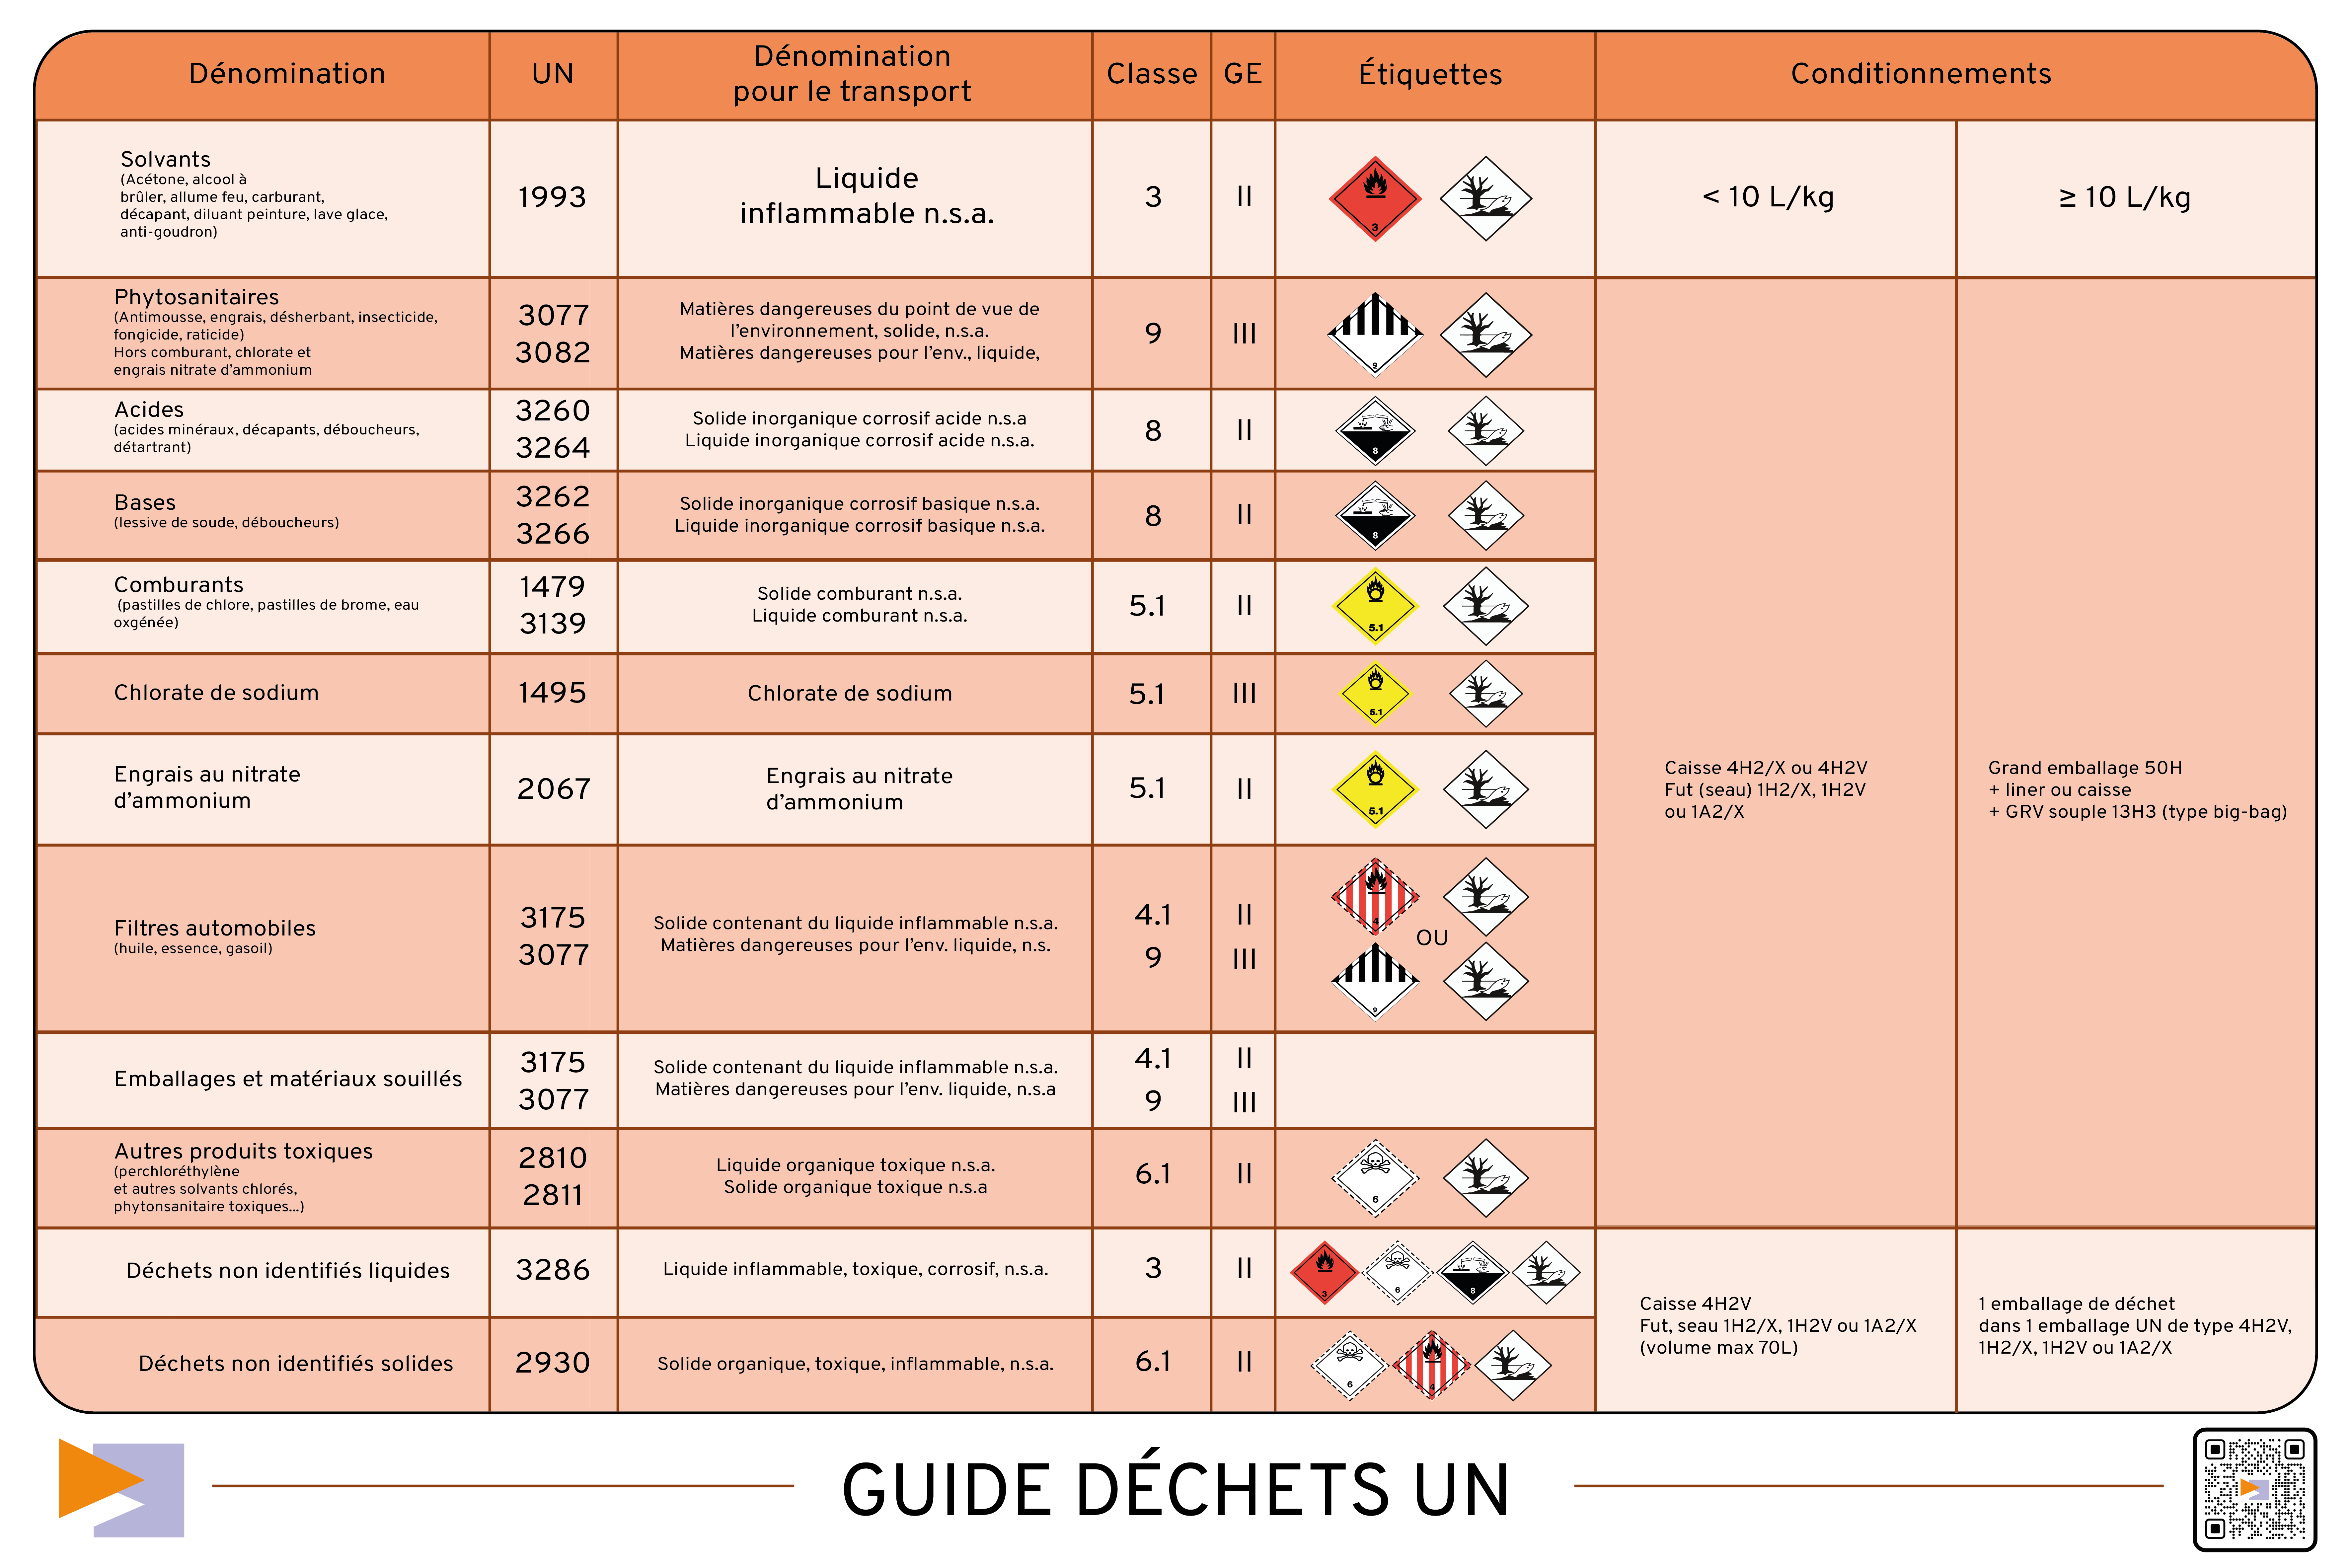 Dénomination
UN
Dénomination
pour le transport
Classe
GE
Étiquettes
Conditionnements
Solvants
(Acétone, alcool à
brûler, allume feu, carburant,
décapant, diluant peinture, lave glace,
anti-goudron)
1993
Liquide
inflammable n.s.a.
3
II
3
< 10 L/kg
≥ 10 L/kg
Phytosanitaires
(Antimousse, engrais, désherbant, insecticide,
fongicide, raticide)
Hors comburant, chlorate et
engrais nitrate d'ammonium
3077
3082
Matières dangereuses du point de vue de
l'environnement, solide, n.s.a.
Matières dangereuses pour l'env., liquide,
9
III
9
Acides
(acides minéraux, décapants, déboucheurs,
détartrant)
3260
3264
Solide inorganique corrosif acide n.s.a
Liquide inorganique corrosif acide n.s.a.
8
II
8
Bases
(lessive de soude, déboucheurs)
3262
3266
Solide inorganique corrosif basique n.s.a.
Liquide inorganique corrosif basique n.s.a.
8
II
8
Comburants
(pastilles de chlore, pastilles de brome, eau
oxgénée)
1479
3139
Solide comburant n.s.a.
Liquide comburant n.s.a.
5.1
II
5.1
Chlorate de sodium
1495
Chlorate de sodium
5.1
III
5.1
Engrais au nitrate
d'ammonium
2067
Engrais au nitrate
d'ammonium
5.1
II
5.1
Caisse 4H2/X ou 4H2V
Fut (seau) 1H2/X, 1H2V
ou 1A2/X
Grand emballage 50H
+ liner ou caisse
+ GRV souple 13H3 (type big-bag)
Filtres automobiles
(huile, essence, gasoil)
3175
3077
Solide contenant du liquide inflammable n.s.a.
Matières dangereuses pour l'env. liquide, n.s.
4.1
9
II
III
4
OU
9
Emballages et matériaux souillés
3175
3077
Solide contenant du liquide inflammable n.s.a.
Matières dangereuses pour l'env. liquide, n.s.a
4.1
9
II
III
Autres produits toxiques
(perchloréthylène
et autres solvants chlorés,
phytonsanitaire toxiques...)
2810
2811
Liquide organique toxique n.s.a.
Solide organique toxique n.s.a
6.1
II
6
Déchets non identifiés liquides
3286
Liquide inflammable, toxique, corrosif, n.s.a.
3
II
3
6
8
Déchets non identifiés solides
2930
Solide organique, toxique, inflammable, n.s.a.
6.1
II
6
4
Caisse 4H2V
Fut, seau 1H2/X, 1H2V ou 1A2/X
(volume max 70L)
1 emballage de déchet
dans 1 emballage UN de type 4H2V,
1H2/X, 1H2V ou 1A2/X
GUIDE DÉCHETS UN